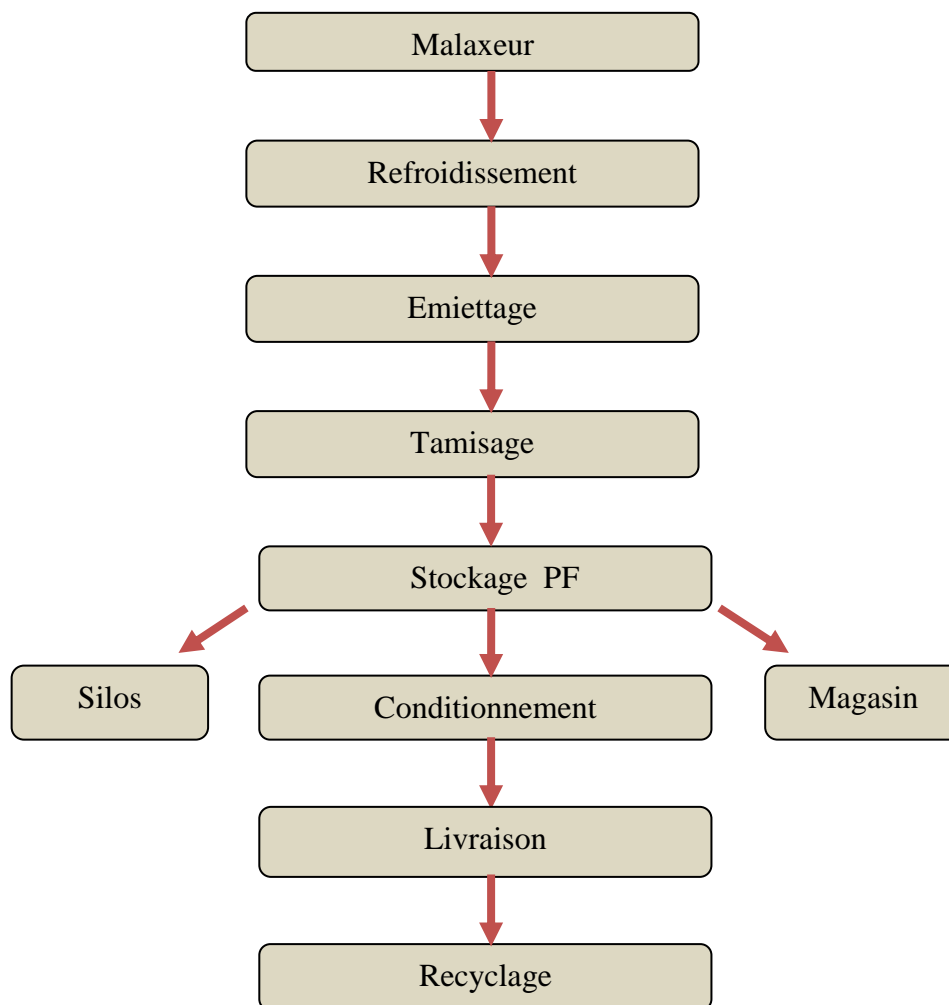 Malaxeur
Refroidissement
Emiettage
Tamisage
Stockage PF
Silos
Conditionnement
Magasin
Livraison
Recyclage